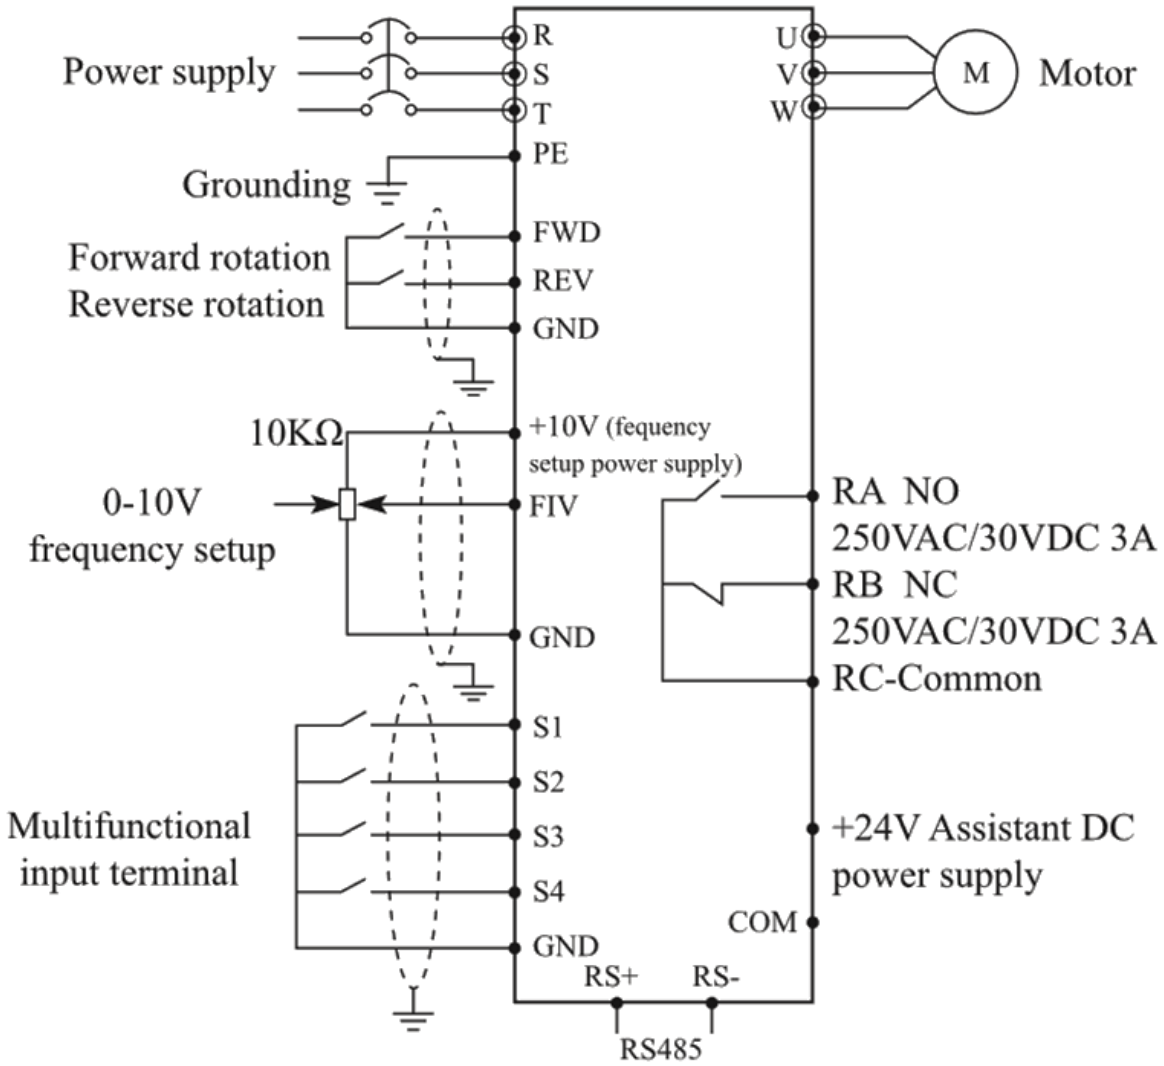 Power supply
R
S
T
PE
Grounding
Forward rotation
Reverse rotation
FWD
REV
GND
10KΩ
+10V (fequency
setup power supply)
0-10V
frequency setup
FIV
GND
Multifunctional
input terminal
S1
S2
S3
S4
GND
U
V
W
M
Motor
RA NO
250VAC/30VDC 3A
RB NC
250VAC/30VDC 3A
RC-Common
+24V Assistant DC
power supply
COM
RS+ RS-
RS485